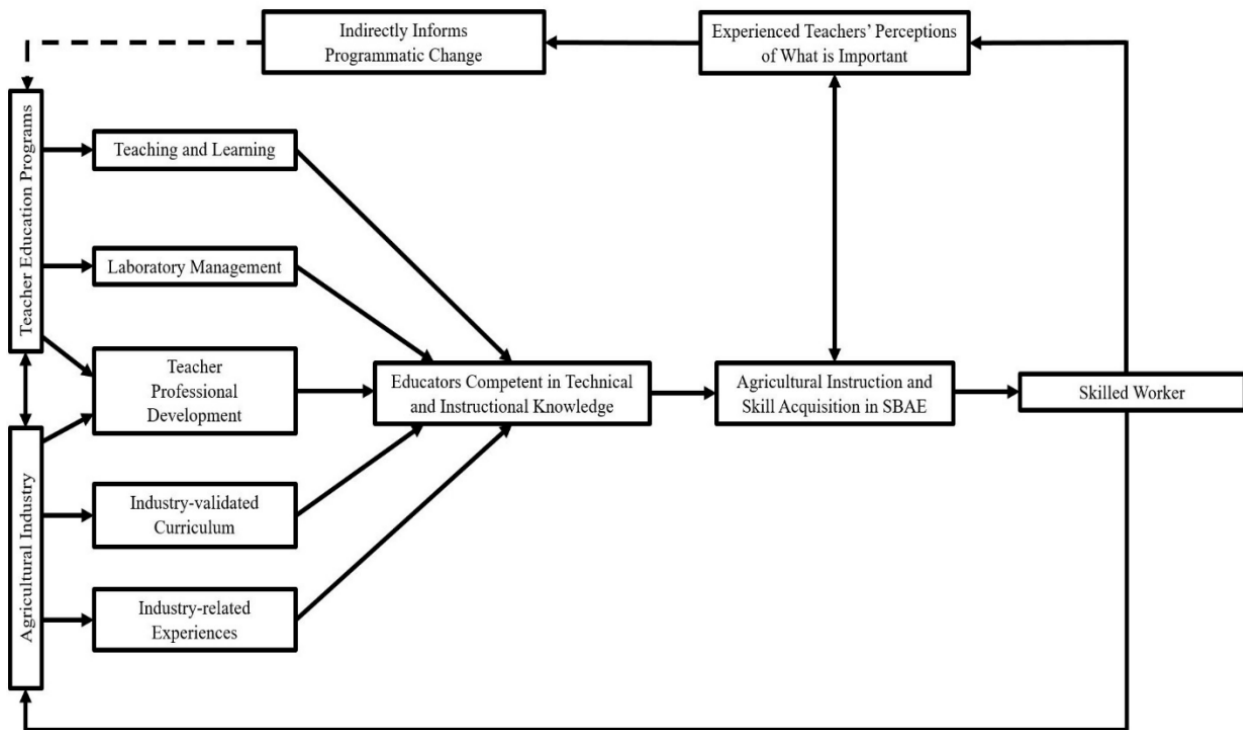 Indirectly Informs
Programmatic Change
Experienced Teachers’ Perceptions
of What is Important
Teacher Education Programs
Teaching and Learning
Laboratory Management
Teacher
Professional
Development
Educators Competent in Technical
and Instructional Knowledge
Agricultural Instruction and
Skill Acquisition in SBAE
Skilled Worker
Agricultural Industry
Industry-validated
Curriculum
Industry-related
Experiences